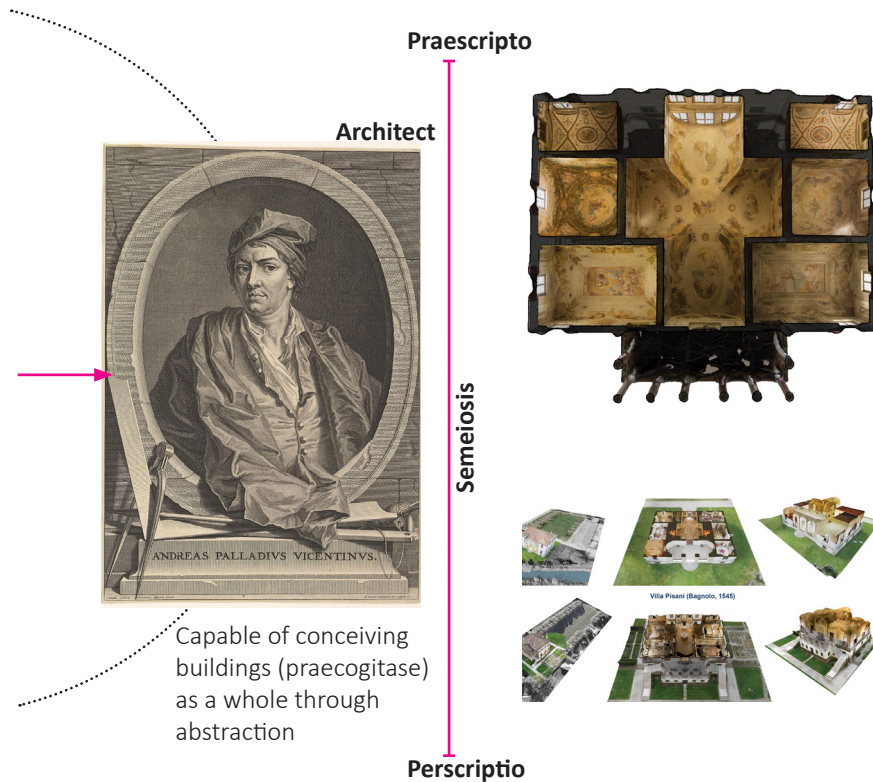 Praescripto
Architect
Semeiosis
ANDREAS PALLADIVS VICENTINVS.
Villa Pisani (Bagnolo, 1545)
Capable of conceiving
buildings (praecogitase)
as a whole through
abstraction
Perscriptio